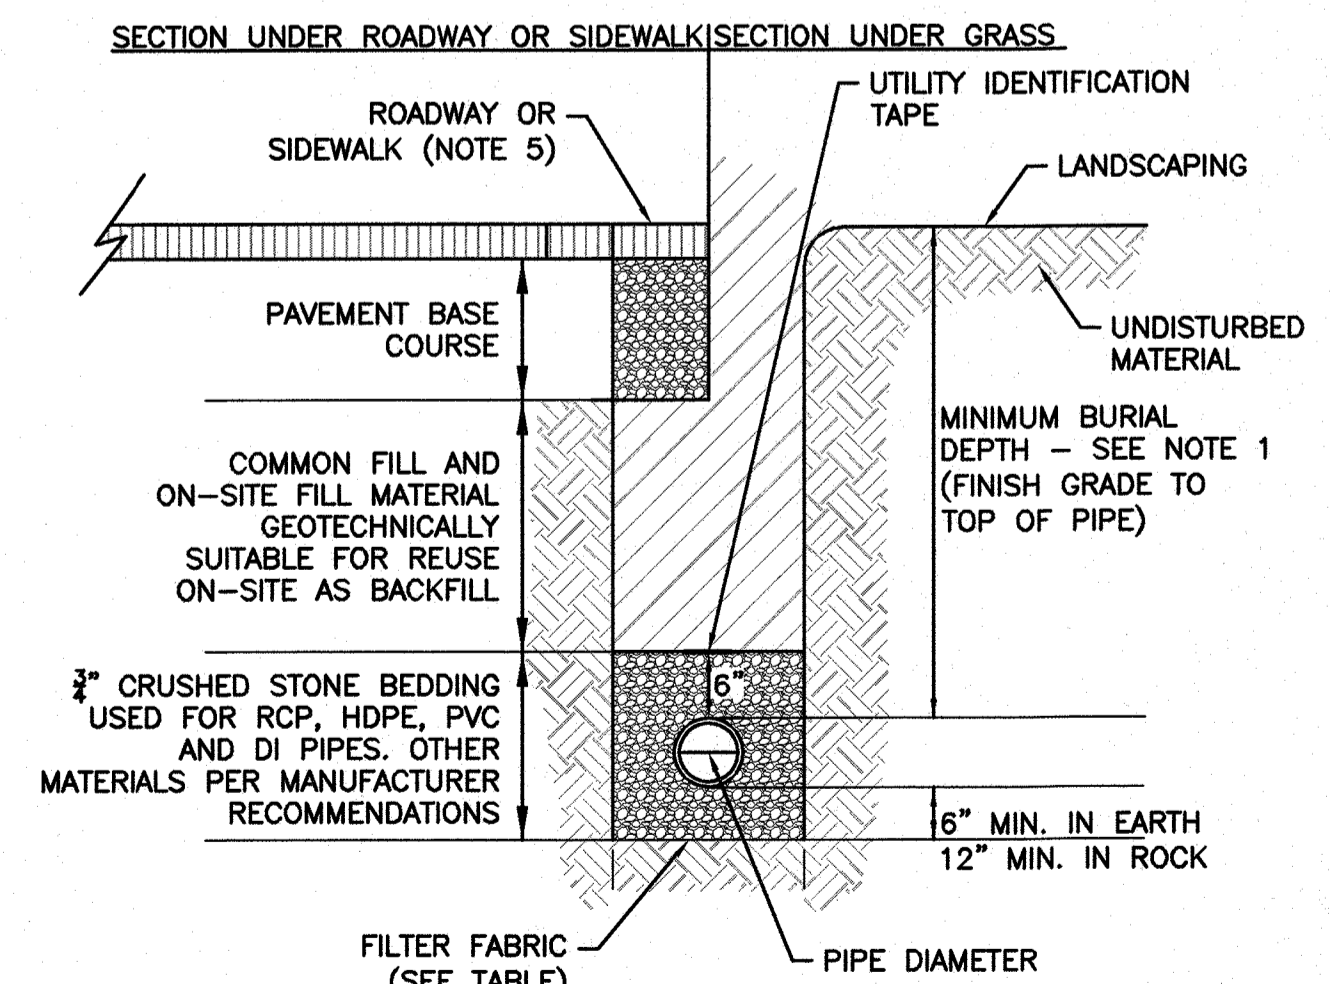 SECTION UNDER ROADWAY OR SIDEWALK
SECTION UNDER GRASS
UTILITY IDENTIFICATION
TAPE
ROADWAY OR
SIDEWALK (NOTE 5)
LANDSCAPING
PAVEMENT BASE
COURSE
UNDISTURBED
MATERIAL
MINIMUM BURIAL
DEPTH – SEE NOTE 1
(FINISH GRADE TO
TOP OF PIPE)
COMMON FILL AND
ON–SITE FILL MATERIAL
GEOTECHNICALLY
SUITABLE FOR REUSE
ON–SITE AS BACKFILL
¾" CRUSHED STONE BEDDING
USED FOR RCP, HDPE, PVC
AND DI PIPES. OTHER
MATERIALS PER MANUFACTURER
RECOMMENDATIONS
6"
6" MIN. IN EARTH
12" MIN. IN ROCK
FILTER FABRIC
(SEE TABLE)
PIPE DIAMETER